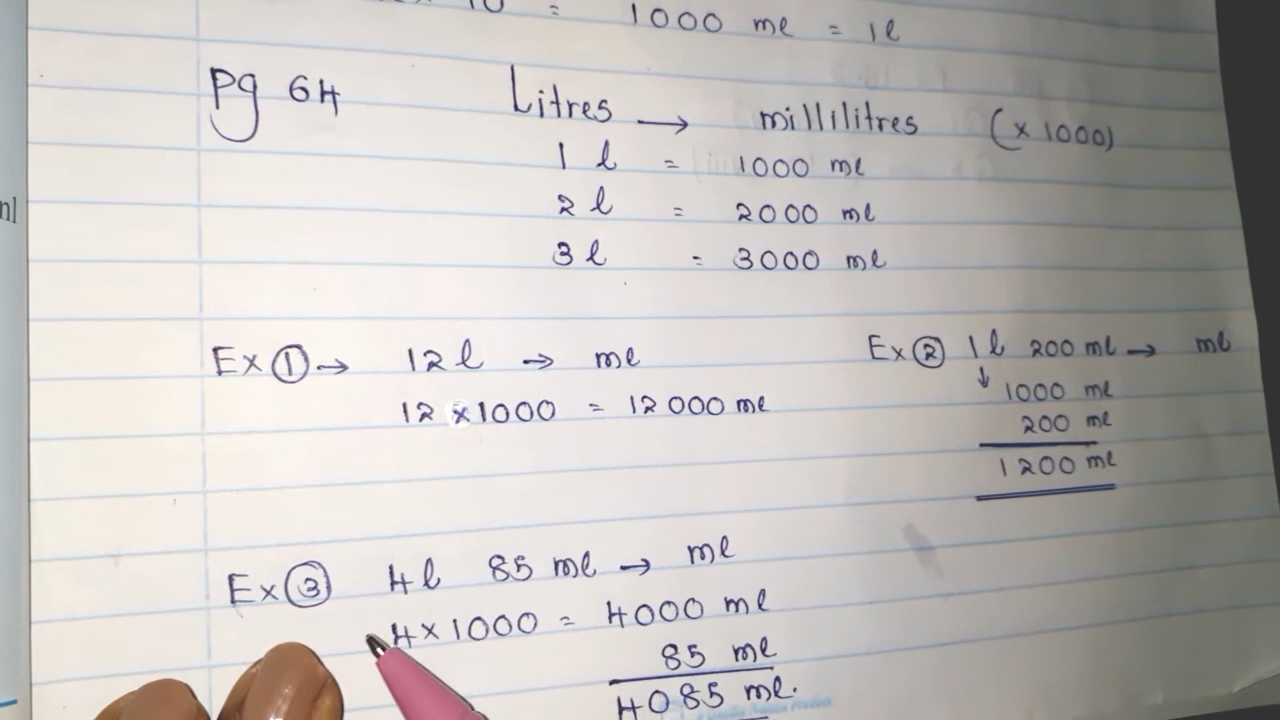 10 = 1000 ml = 1l
Pg 64 Litres → millilitres (x 1000)
1 l = 1000 ml
2 l = 2000 ml
3 l = 3000 ml
Ex ① → 12 l → ml
12 x 1000 = 12000 ml
Ex ② 1 l 200 ml → ml
↓ 1000 ml
200 ml
1200 ml
Ex ③ 4 l 85 ml → ml
4 x 1000 = 4000 ml
85 ml
4085 ml.